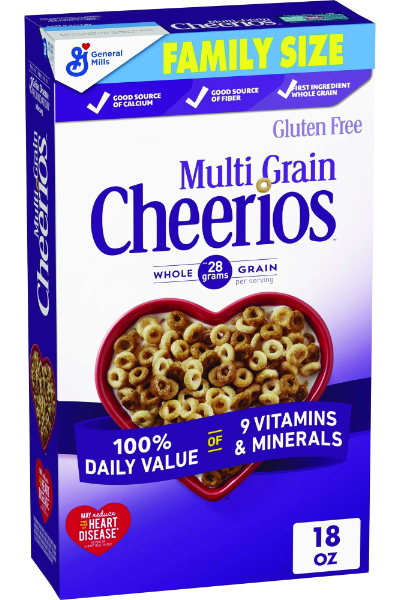 General
Mills
FAMILY SIZE
GOOD SOURCE
OF CALCIUM
GOOD SOURCE
OF FIBER
FIRST INGREDIENT
WHOLE GRAIN
Gluten Free
Multi Grain
Cheerios
WHOLE 28 grams GRAIN
per serving
100%
DAILY VALUE
OF
9 VITAMINS
& MINERALS
MAY reduce
HEART
DISEASE
18
OZ
Multi Grain
Cheerios